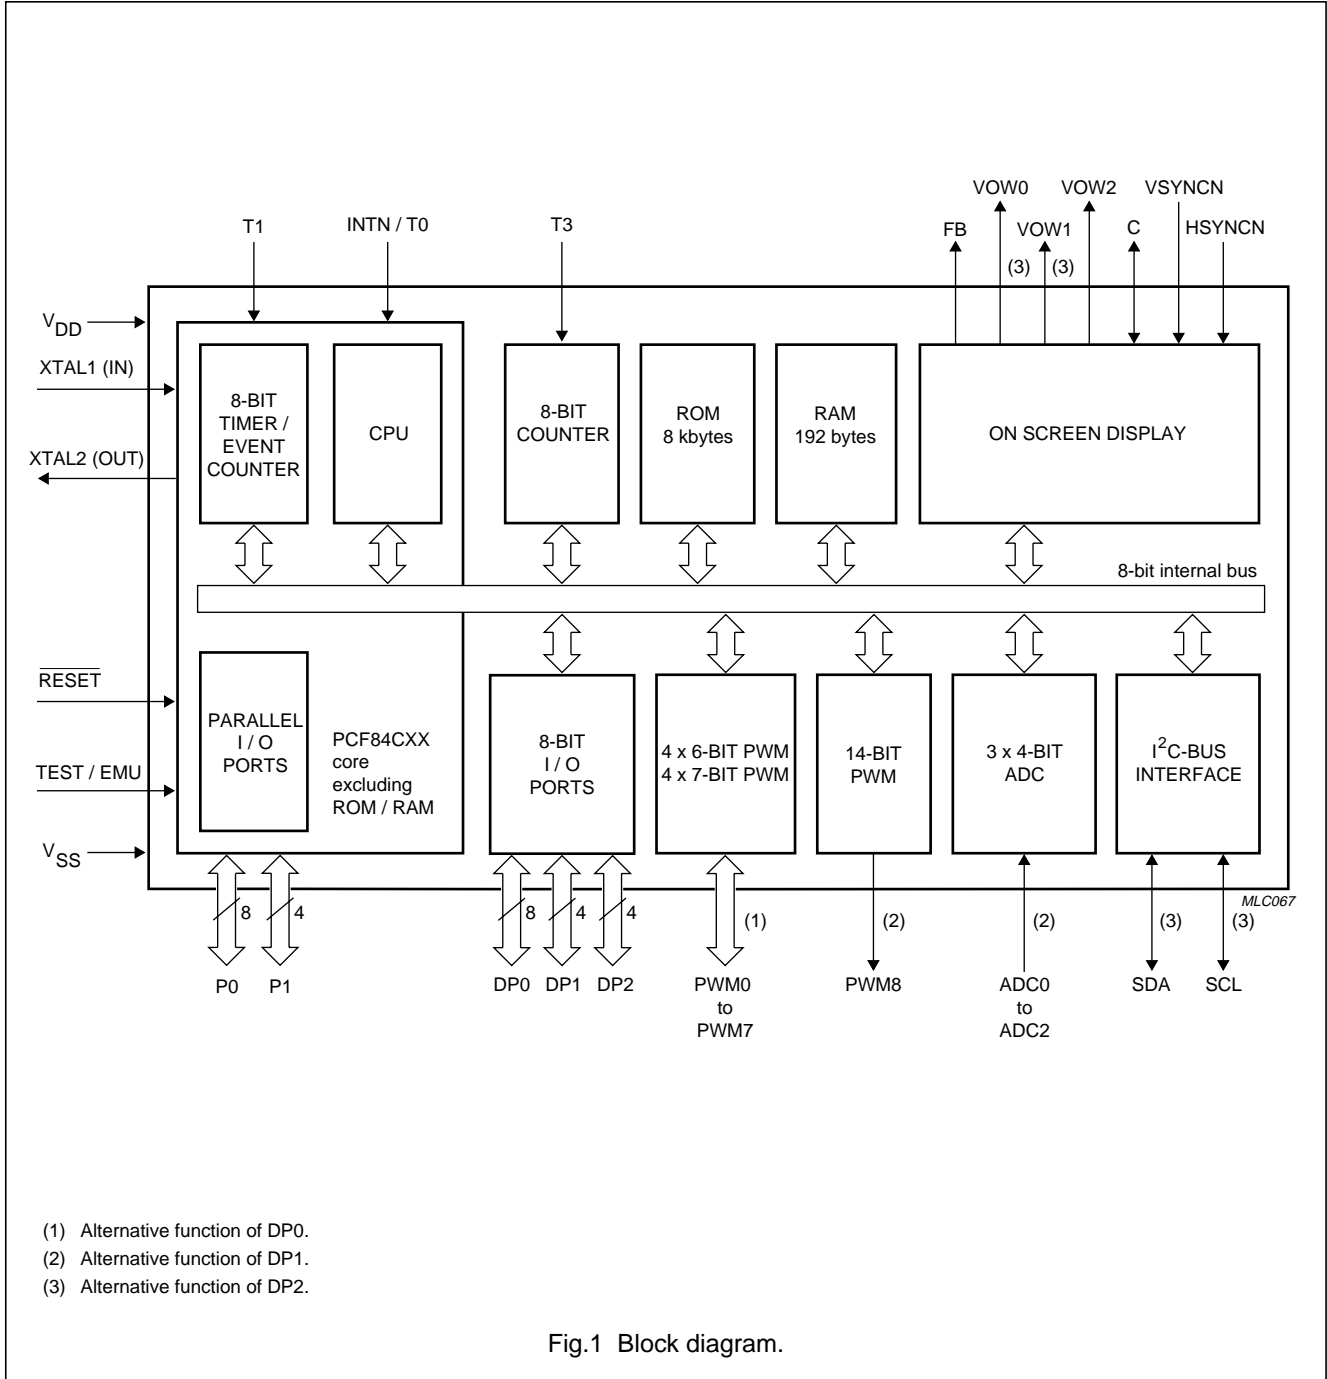 VOW0
VOW2
VSYNCN
T1
INTN / T0
T3
FB
VOW1
C
HSYNCN
(3)
(3)
VDD
XTAL1 (IN)
XTAL2 (OUT)
8-BIT
TIMER /
EVENT
COUNTER
CPU
8-BIT
COUNTER
ROM
8 kbytes
RAM
192 bytes
ON SCREEN DISPLAY
8-bit internal bus
RESET
TEST / EMU
VSS
PARALLEL
I / O
PORTS
PCF84CXX
core
excluding
ROM / RAM
8-BIT
I / O
PORTS
4 x 6-BIT PWM
4 x 7-BIT PWM
14-BIT
PWM
3 x 4-BIT
ADC
I²C-BUS
INTERFACE
MLC067
8
4
8
4
4
(1)
(2)
(2)
(3)
(3)
P0
P1
DP0
DP1
DP2
PWM0
to
PWM7
PWM8
ADC0
to
ADC2
SDA
SCL
(1) Alternative function of DP0.
(2) Alternative function of DP1.
(3) Alternative function of DP2.
Fig.1 Block diagram.